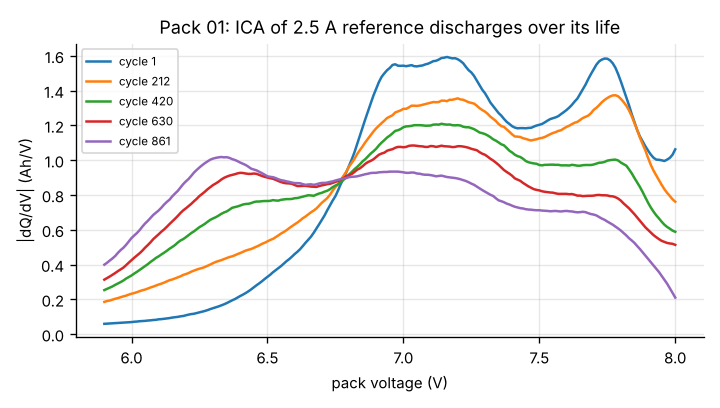 Pack 01: ICA of 2.5 A reference discharges over its life
|dQ/dV| (Ah/V)
1.6
1.4
1.2
1.0
0.8
0.6
0.4
0.2
0.0
cycle 1
cycle 212
cycle 420
cycle 630
cycle 861
6.0 6.5 7.0 7.5 8.0
pack voltage (V)